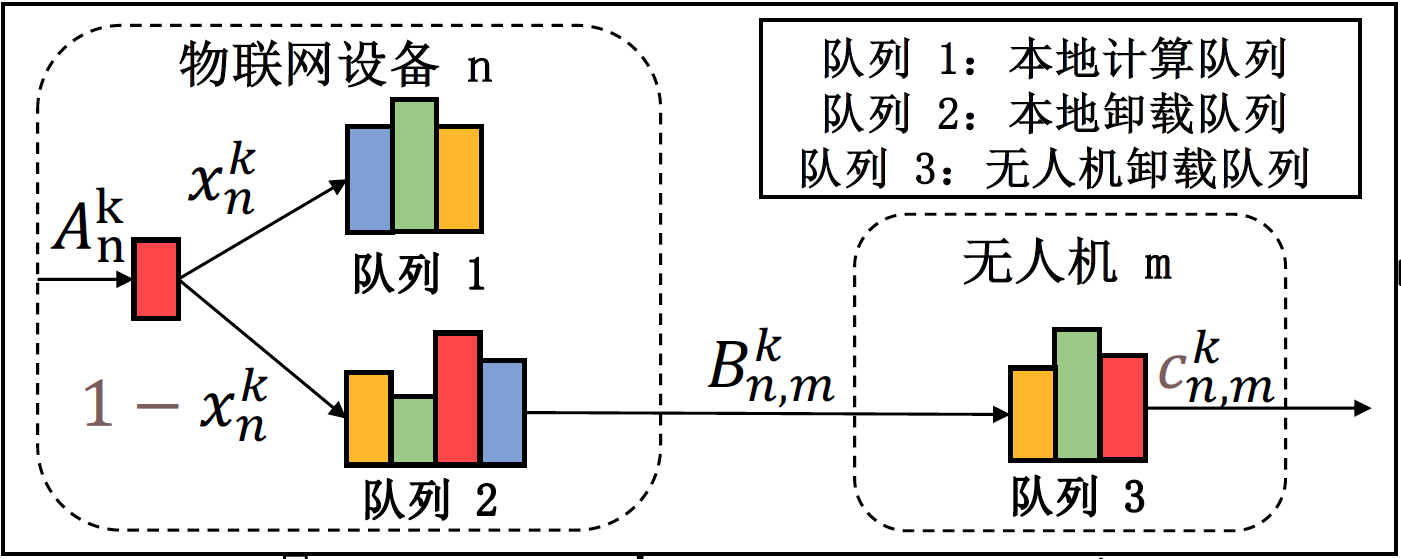 物联网设备 n
队列 1：本地计算队列
队列 2：本地卸载队列
队列 3：无人机卸载队列
x_n^k
A_n^k
队列 1
无人机 m
1 − x_n^k
B_{n,m}^k
c_{n,m}^k
队列 2
队列 3